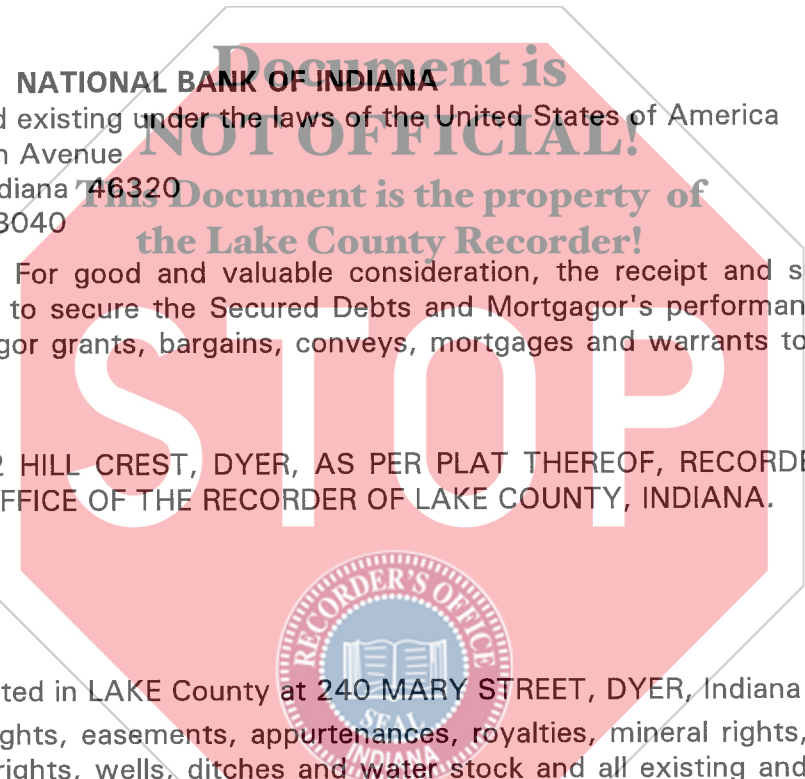 Document is
NATIONAL BANK OF INDIANA
existing under the laws of the United States of America
NOT OFFICIAL!
Avenue
46320
This Document is the property of
3040
the Lake County Recorder!
For good and valuable consideration, the receipt and s
to secure the Secured Debts and Mortgagor's performan
gor grants, bargains, conveys, mortgages and warrants to
STOP
HILL CREST, DYER, AS PER PLAT THEREOF, RECORDE
FFICE OF THE RECORDER OF LAKE COUNTY, INDIANA.
RECORDER'S OFFICE
ted in LAKE County at 240 MARY STREET, DYER, Indiana
SEAL
ghts, easements, appurtenances, royalties, mineral rights,
INDIANA
rights, wells, ditches and water stock and all existing and